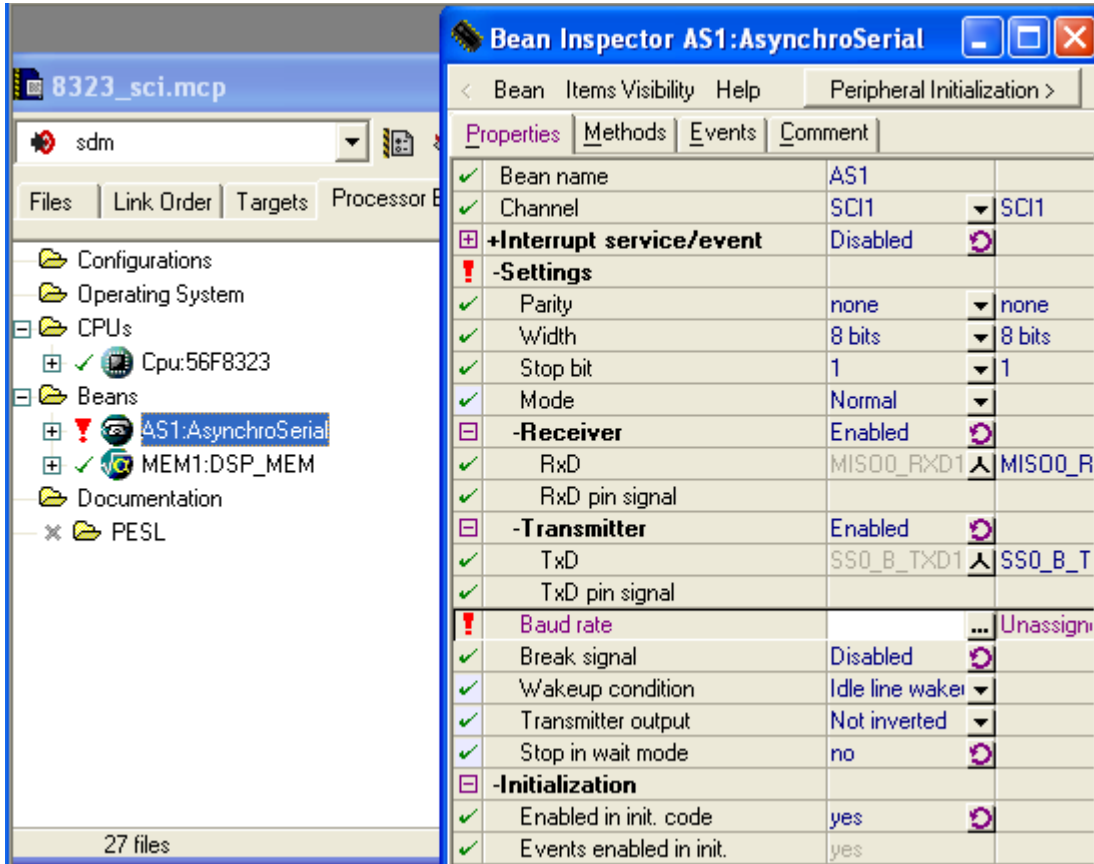 8323_sci.mcp
sdm
Files Link Order Targets Processor E
Configurations
Operating System
CPUs
Cpu:56F8323
Beans
AS1:AsynchroSerial
MEM1:DSP_MEM
Documentation
PESL
27 files
Bean Inspector AS1:AsynchroSerial
< Bean Items Visibility Help Peripheral Initialization >
Properties Methods Events Comment
Bean name AS1
Channel SCI1 SCI1
+Interrupt service/event Disabled
-Settings
Parity none none
Width 8 bits 8 bits
Stop bit 1 1
Mode Normal
-Receiver Enabled
RxD MISO0_RXD1 MISO0_R
RxD pin signal
-Transmitter Enabled
TxD SS0_B_TXD1 SS0_B_T
TxD pin signal
Baud rate ... Unassign
Break signal Disabled
Wakeup condition Idle line wake
Transmitter output Not inverted
Stop in wait mode no
-Initialization
Enabled in init. code yes
Events enabled in init. yes